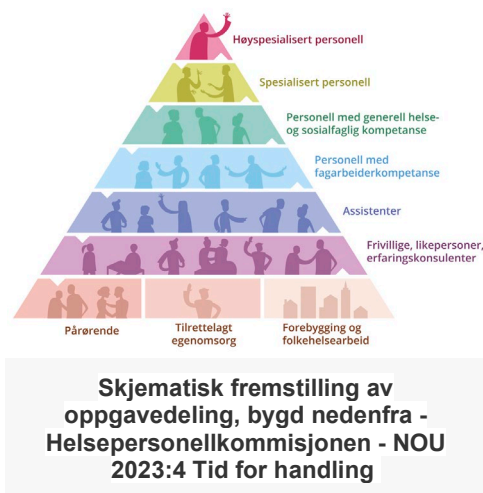 Høyspesialisert personell
Spesialisert personell
Personell med generell helse-
og sosialfaglig kompetanse
Personell med
fagarbeiderkompetanse
Assistenter
Frivillige, likepersoner,
erfaringskonsulenter
Pårørende
Tilrettelagt
egenomsorg
Forebygging og
folkehelsearbeid
Skjematisk fremstilling av
oppgavedeling, bygd nedenfra -
Helsepersonellkommisjonen - NOU
2023:4 Tid for handling